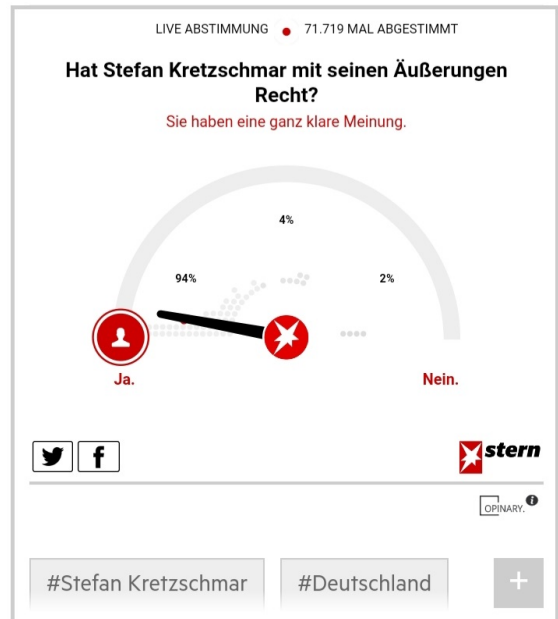 LIVE ABSTIMMUNG ● 71.719 MAL ABGESTIMMT
Hat Stefan Kretzschmar mit seinen Äußerungen
Recht?
Sie haben eine ganz klare Meinung.
4%
94%
2%
Ja.
Nein.
stern
OPINARY.
#Stefan Kretzschmar
#Deutschland
+